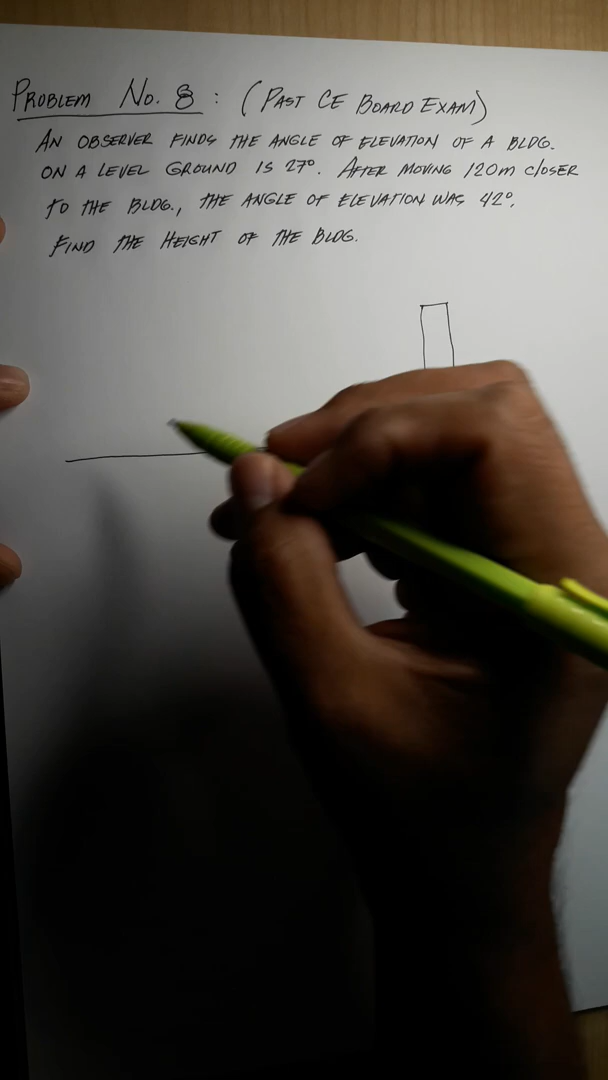 PROBLEM NO. 8 : (PAST CE BOARD EXAM)
AN OBSERVER FINDS THE ANGLE OF ELEVATION OF A BLDG.
ON A LEVEL GROUND IS 27°. AFTER MOVING 120m closER
TO THE BLDG., THE ANGLE OF ELEVATION WAS 42°.
FIND THE HEIGHT OF THE BLDG.